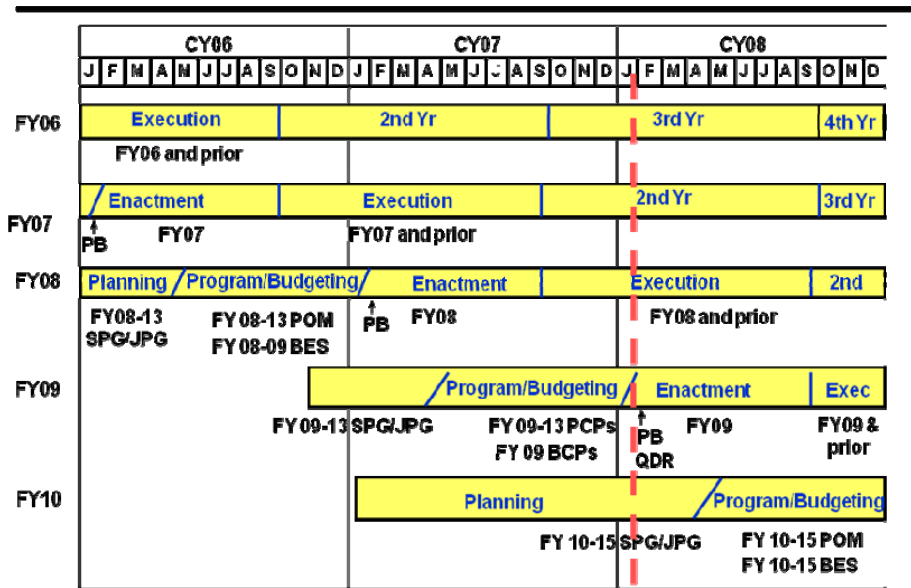 CY06 CY07 CY08
J F M A M J J A S O N D J F M A M J J A S O N D J F M A M J J A S O N D
FY06 Execution 2nd Yr 3rd Yr 4th Yr
FY06 and prior
Enactment Execution 2nd Yr 3rd Yr
FY07 PB FY07 FY07 and prior
FY08 Planning Program/Budgeting Enactment Execution 2nd
FY08-13 FY 08-13 POM PB FY08 FY08 and prior
SPG/JPG FY 08-09 BES
FY09 Program/Budgeting Enactment Exec
FY 09-13 SPG/JPG FY 09-13 PCPs PB FY09 FY09 &
FY 09 BCPs QDR prior
FY10 Planning Program/Budgeting
FY 10-15 SPG/JPG FY 10-15 POM
FY 10-15 BES